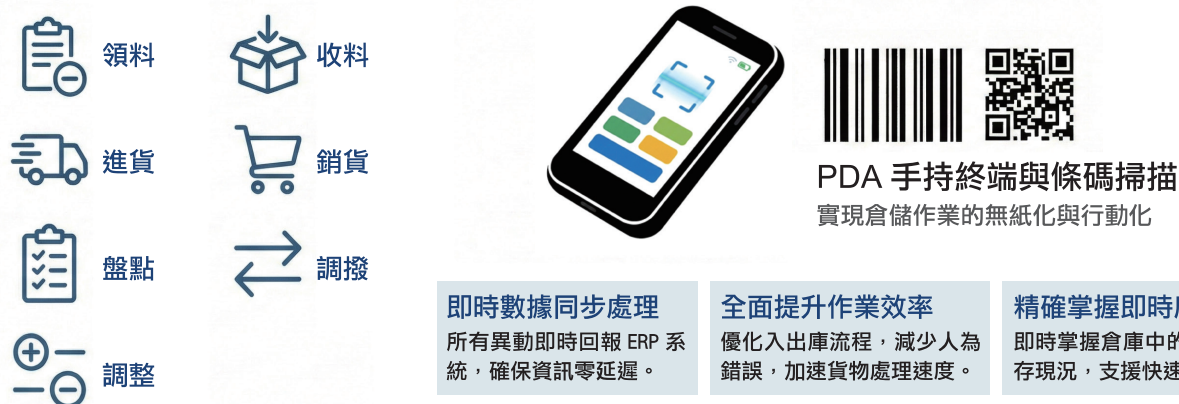 領料
收料
進貨
銷貨
盤點
調撥
調整
PDA 手持終端與條碼掃描
實現倉儲作業的無紙化與行動化
即時數據同步處理
所有異動即時回報 ERP 系
統，確保資訊零延遲。
全面提升作業效率
優化入出庫流程，減少人為
錯誤，加速貨物處理速度。
精確掌握即時
即時掌握倉庫中的
存現況，支援快速